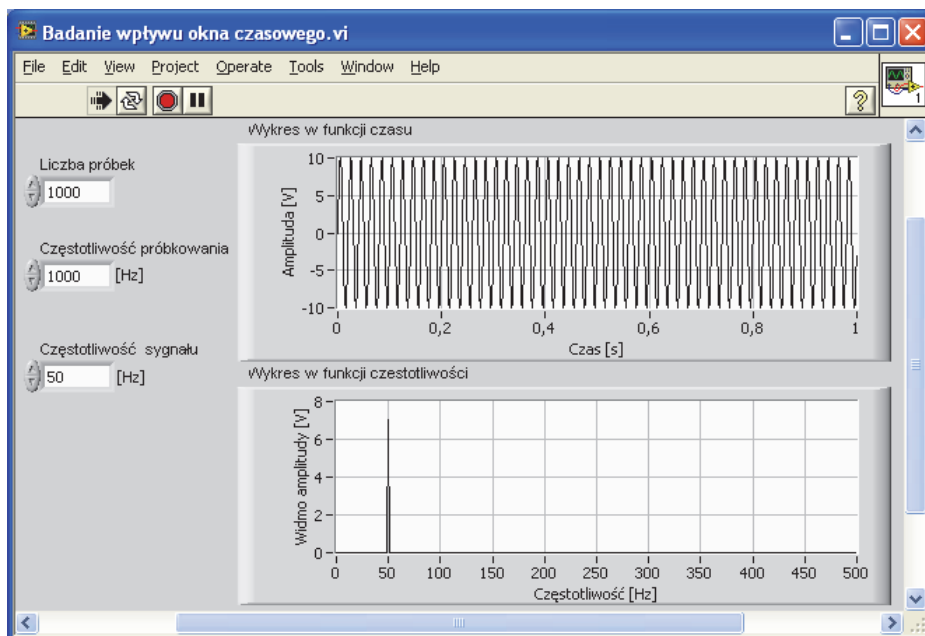 Badanie wpływu okna czasowego.vi
File Edit View Project Operate Tools Window Help
1
Wykres w funkcji czasu
Liczba próbek
1000
Częstotliwość próbkowania
1000 [Hz]
Częstotliwość sygnału
50 [Hz]
Amplituda [V]
10
5
0
-5
-10
0 0,2 0,4 0,6 0,8 1
Czas [s]
Wykres w funkcji czestotliwości
Widmo amplitudy [V]
8
6
4
2
0
0 50 100 150 200 250 300 350 400 450 500
Częstotliwość [Hz]